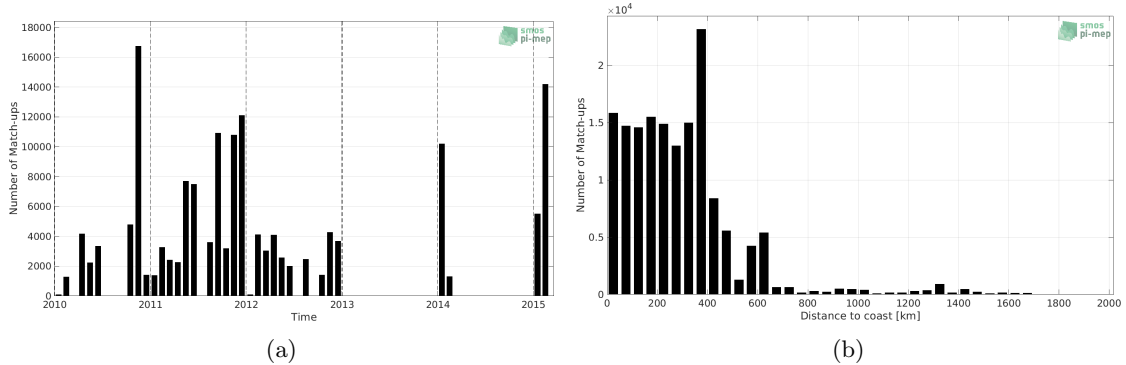 18000
16000
14000
12000
10000
8000
6000
4000
2000
0
Number of Match-ups
2010 2011 2012 2013 2014 2015
Time
smos
pi-mep
(a)
×10⁴
2
1.5
1
0.5
0
Number of Match-ups
0 200 400 600 800 1000 1200 1400 1600 1800 2000
Distance to coast [km]
smos
pi-mep
(b)